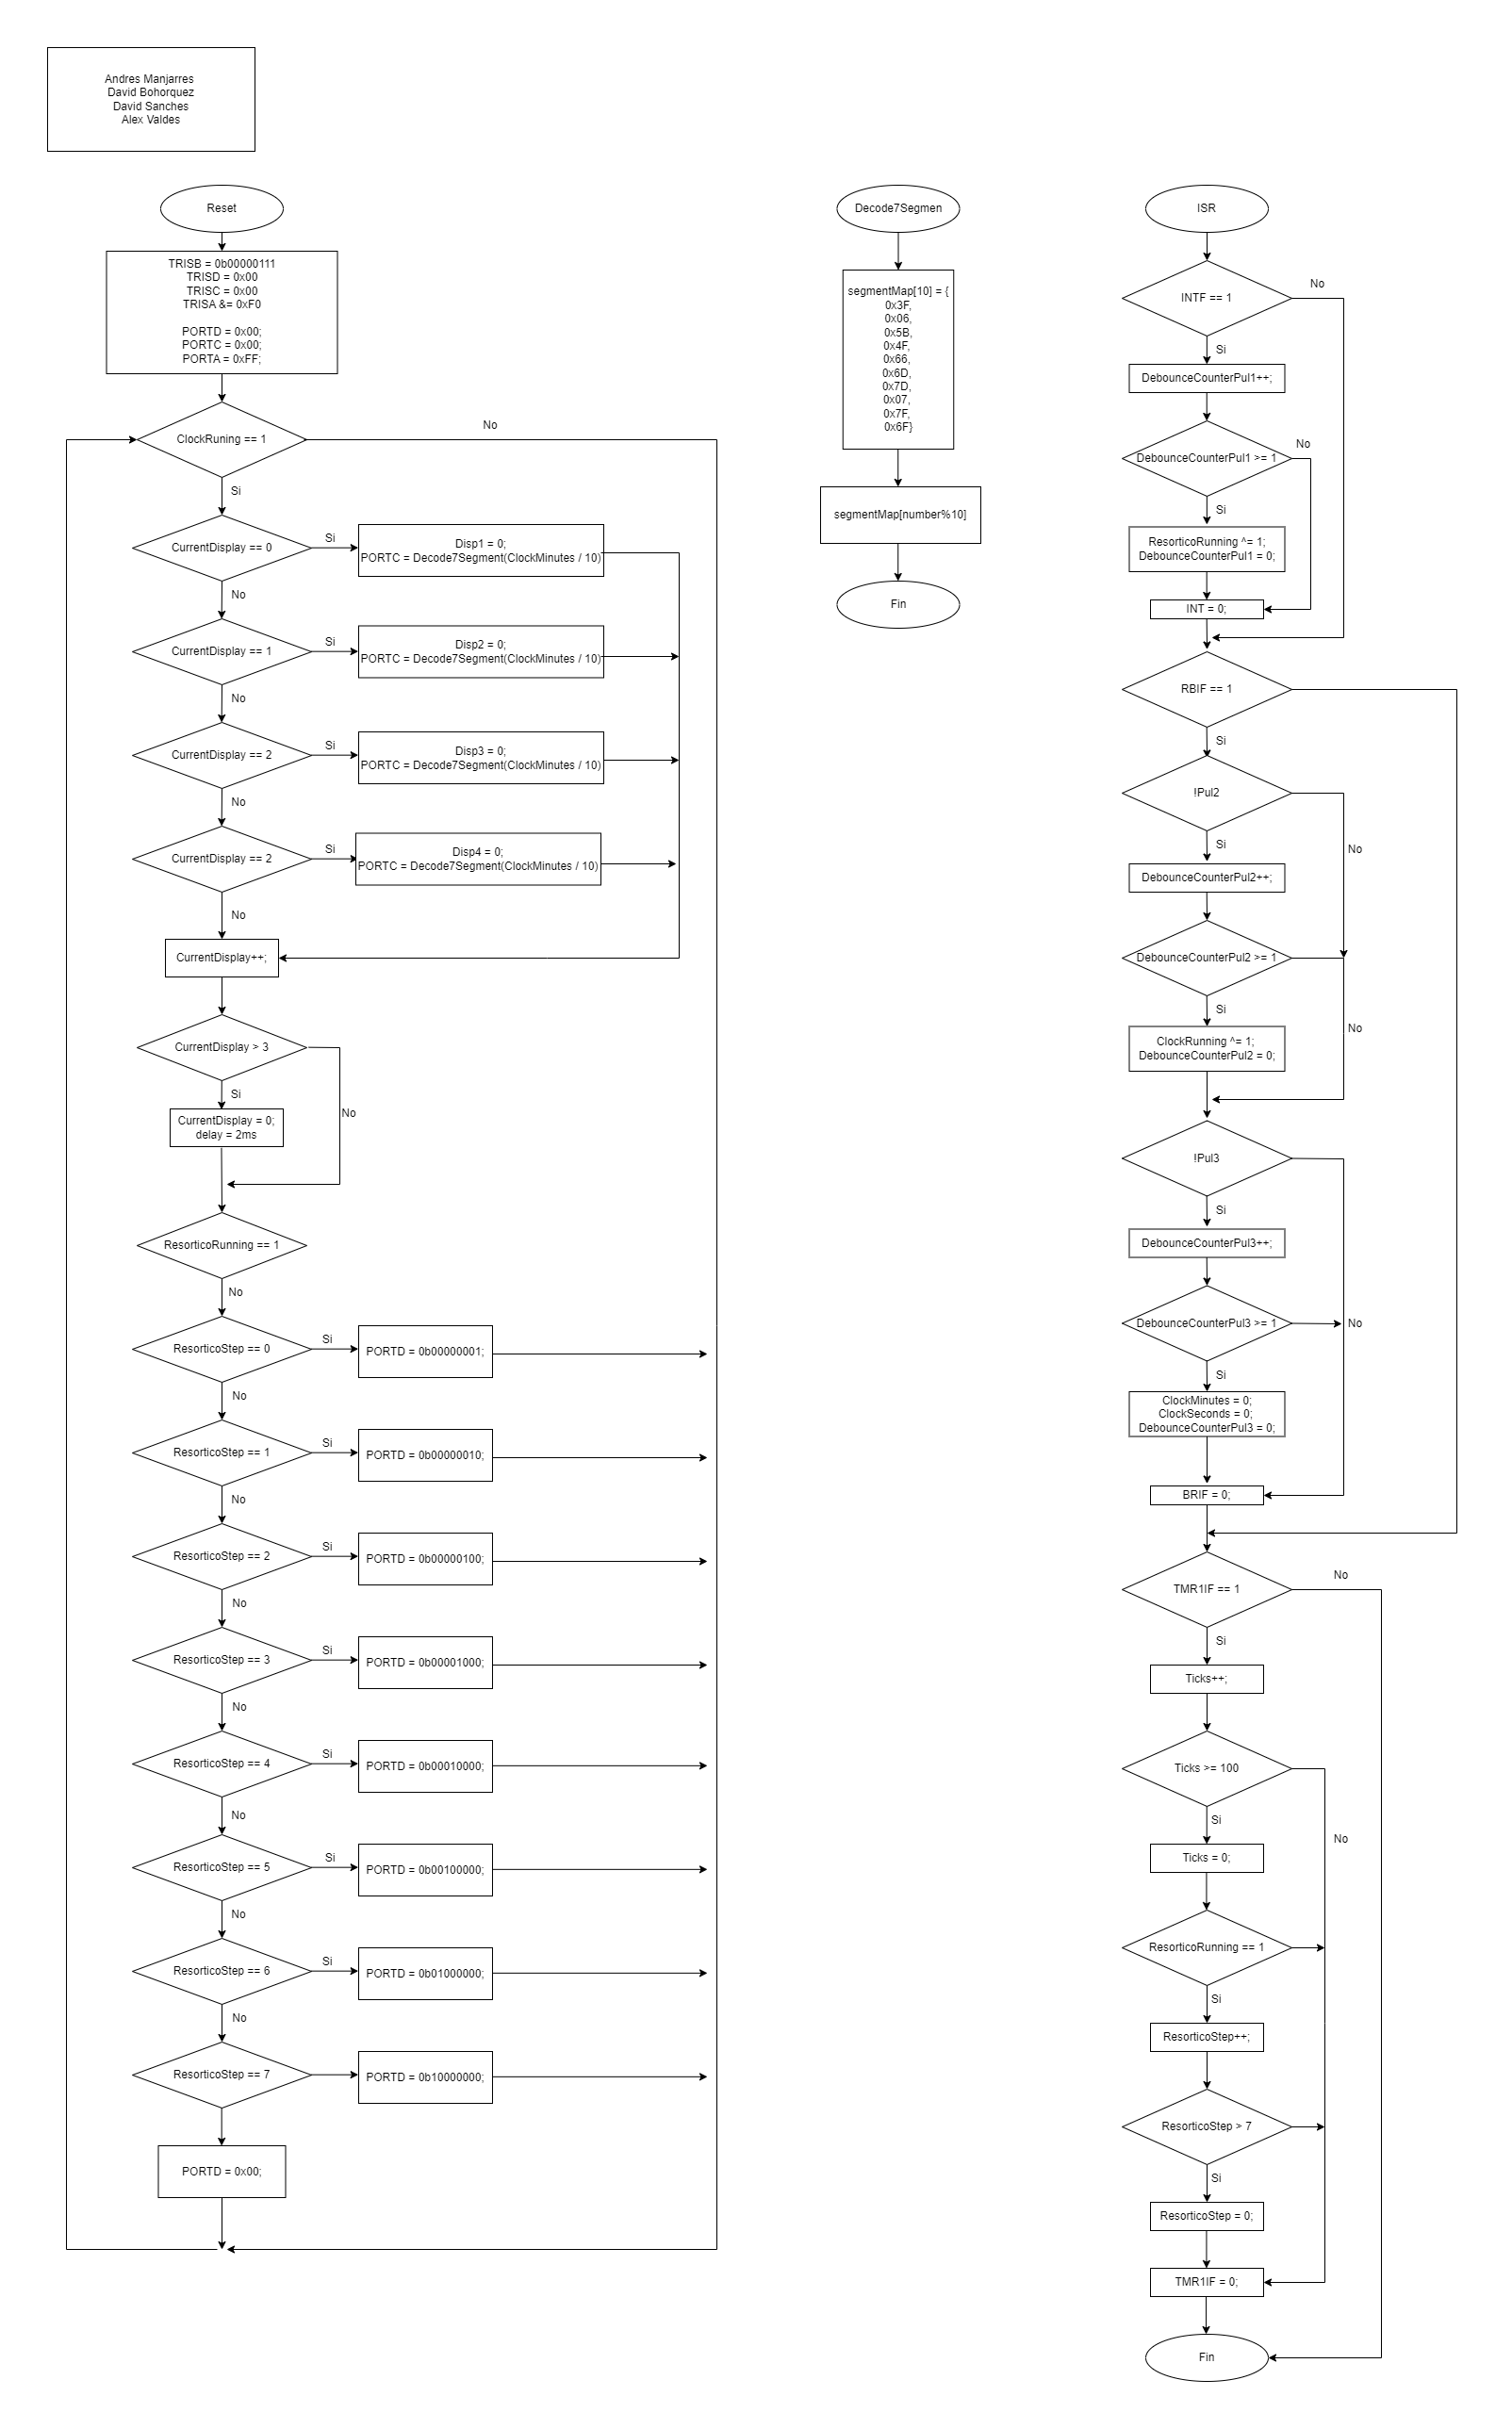 Andres Manjarres
David Bohorquez
David Sanches
Alex Valdes
Reset
TRISB = 0b00000111
TRISD = 0x00
TRISC = 0x00
TRISA &= 0xF0
PORTD = 0x00;
PORTC = 0x00;
PORTA = 0xFF;
ClockRuning == 1
No
Si
CurrentDisplay == 0
Si
Disp1 = 0;
PORTC = Decode7Segment(ClockMinutes / 10)
No
CurrentDisplay == 1
Si
Disp2 = 0;
PORTC = Decode7Segment(ClockMinutes / 10)
No
CurrentDisplay == 2
Si
Disp3 = 0;
PORTC = Decode7Segment(ClockMinutes / 10)
No
CurrentDisplay == 2
Si
Disp4 = 0;
PORTC = Decode7Segment(ClockMinutes / 10)
No
CurrentDisplay++;
CurrentDisplay > 3
Si
No
CurrentDisplay = 0;
delay = 2ms
ResorticoRunning == 1
No
ResorticoStep == 0
Si
PORTD = 0b00000001;
No
ResorticoStep == 1
Si
PORTD = 0b00000010;
No
ResorticoStep == 2
Si
PORTD = 0b00000100;
No
ResorticoStep == 3
Si
PORTD = 0b00001000;
No
ResorticoStep == 4
Si
PORTD = 0b00010000;
No
ResorticoStep == 5
Si
PORTD = 0b00100000;
No
ResorticoStep == 6
Si
PORTD = 0b01000000;
No
ResorticoStep == 7
PORTD = 0b10000000;
PORTD = 0x00;
Decode7Segmen
segmentMap[10] = {
0x3F,
0x06,
0x5B,
0x4F,
0x66,
0x6D,
0x7D,
0x07,
0x7F,
0x6F}
segmentMap[number%10]
Fin
ISR
INTF == 1
No
Si
DebounceCounterPul1++;
DebounceCounterPul1 >= 1
No
Si
ResorticoRunning ^= 1;
DebounceCounterPul1 = 0;
INT = 0;
RBIF == 1
Si
!Pul2
No
Si
DebounceCounterPul2++;
DebounceCounterPul2 >= 1
Si
No
ClockRunning ^= 1;
DebounceCounterPul2 = 0;
!Pul3
Si
DebounceCounterPul3++;
DebounceCounterPul3 >= 1
No
Si
ClockMinutes = 0;
ClockSeconds = 0;
DebounceCounterPul3 = 0;
BRIF = 0;
TMR1IF == 1
No
Si
Ticks++;
Ticks >= 100
Si
No
Ticks = 0;
ResorticoRunning == 1
Si
ResorticoStep++;
ResorticoStep > 7
Si
ResorticoStep = 0;
TMR1IF = 0;
Fin